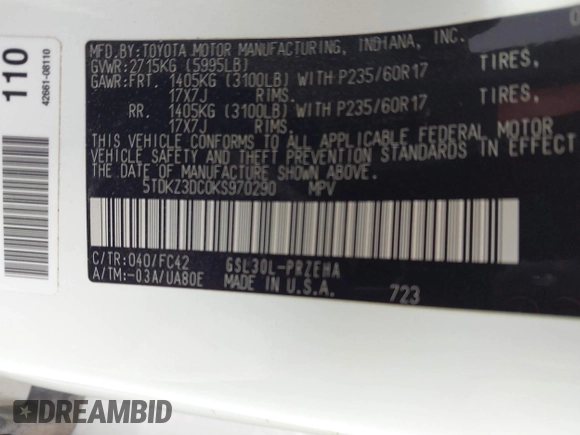 110
42661-08110
MFD.BY:TOYOTA MOTOR MANUFACTURING, INDIANA, INC.
GVWR:2715KG (5995LB)
GAWR:FRT. 1405KG (3100LB) WITH P235/60R17 TIRES,
17X7J RIMS.
RR. 1405KG (3100LB) WITH P235/60R17 TIRES,
17X7J RIMS.
THIS VEHICLE CONFORMS TO ALL APPLICABLE FEDERAL MOTOR
VEHICLE SAFETY AND THEFT PREVENTION STANDARDS IN EFFECT
THE DATE OF MANUFACTURE SHOWN ABOVE.
5TDKZ3DC0KS970290 MPV
C/TR:040/FC42 GSL30L-PRZEHA
A/TM:-03A/UA80E MADE IN U.S.A. 723
DREAMBID